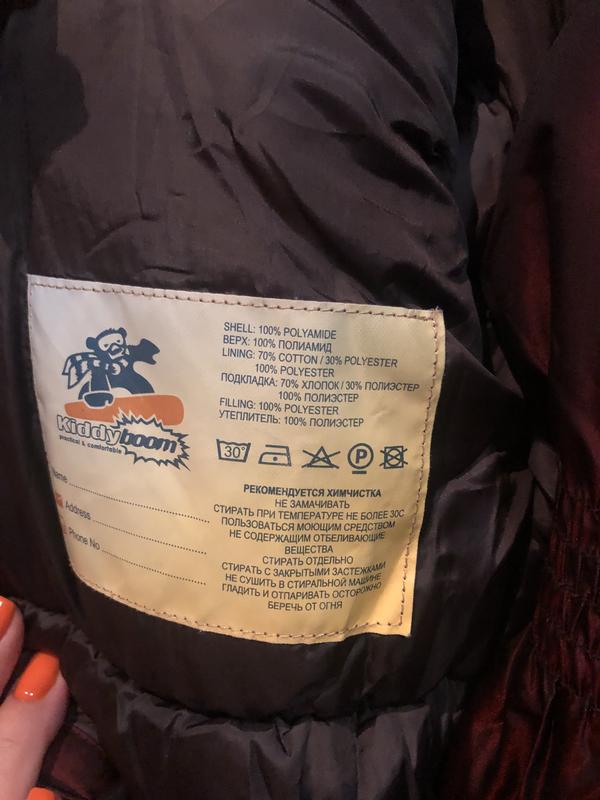 SHELL: 100% POLYAMIDE
ВЕРХ: 100% ПОЛИАМИД
LINING: 70% COTTON / 30% POLYESTER
100% POLYESTER
ПОДКЛАДКА: 70% ХЛОПОК / 30% ПОЛИЭСТЕР
100% ПОЛИЭСТЕР
FILLING: 100% POLYESTER
УТЕПЛИТЕЛЬ: 100% ПОЛИЭСТЕР
Kiddyboom
practical & comfortable
30°
P
Name
Address
Phone No
РЕКОМЕНДУЕТСЯ ХИМЧИСТКА
НЕ ЗАМАЧИВАТЬ
СТИРАТЬ ПРИ ТЕМПЕРАТУРЕ НЕ БОЛЕЕ 30С
ПОЛЬЗОВАТЬСЯ МОЮЩИМ СРЕДСТВОМ
НЕ СОДЕРЖАЩИМ ОТБЕЛИВАЮЩИЕ
ВЕЩЕСТВА
СТИРАТЬ ОТДЕЛЬНО
СТИРАТЬ С ЗАКРЫТЫМИ ЗАСТЕЖКАМИ
НЕ СУШИТЬ В СТИРАЛЬНОЙ МАШИНЕ
ГЛАДИТЬ И ОТПАРИВАТЬ ОСТОРОЖНО
БЕРЕЧЬ ОТ ОГНЯ